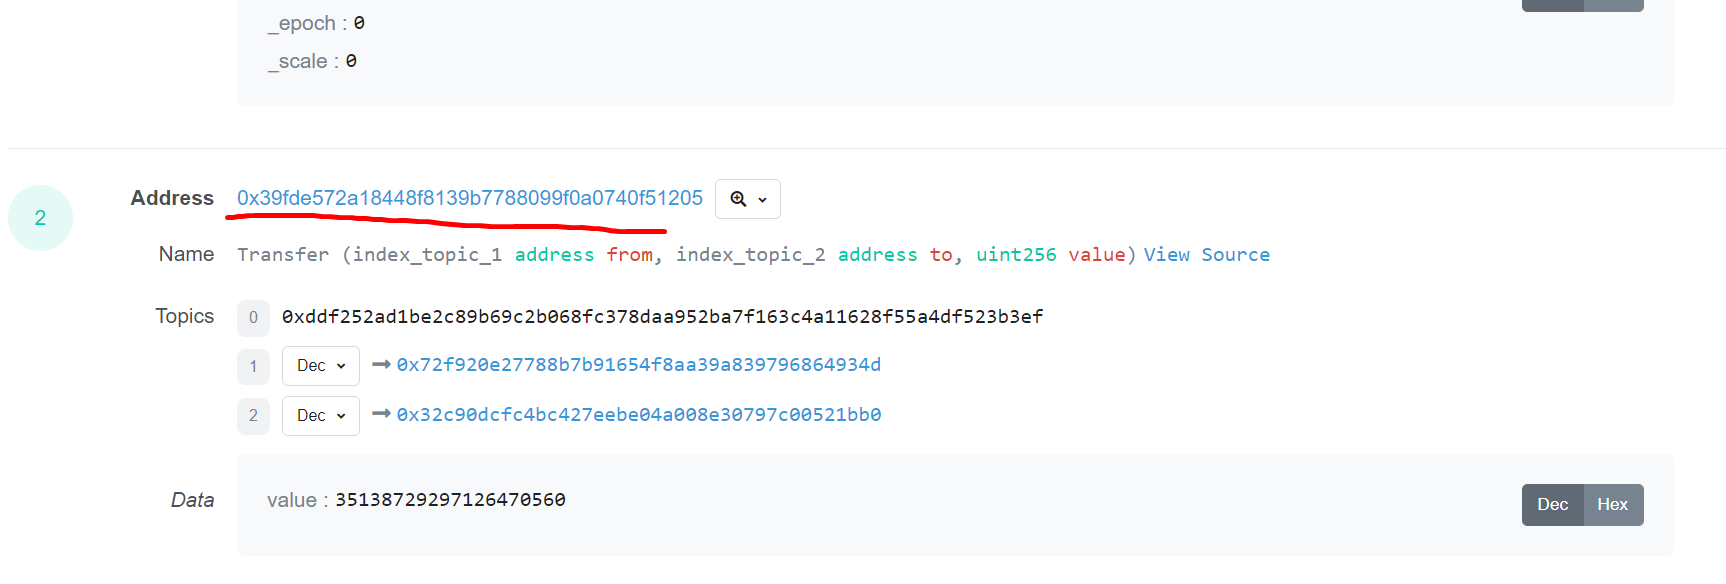 _epoch : 0
_scale : 0
2
Address 0x39fde572a18448f8139b7788099f0a0740f51205
Name Transfer (index_topic_1 address from, index_topic_2 address to, uint256 value) View Source
Topics 0 0xddf252ad1be2c89b69c2b068fc378daa952ba7f163c4a11628f55a4df523b3ef
1 Dec 0x72f920e27788b7b91654f8aa39a839796864934d
2 Dec 0x32c90dcfc4bc427eebe04a008e30797c00521bb0
Data value : 35138729297126470560 Dec Hex